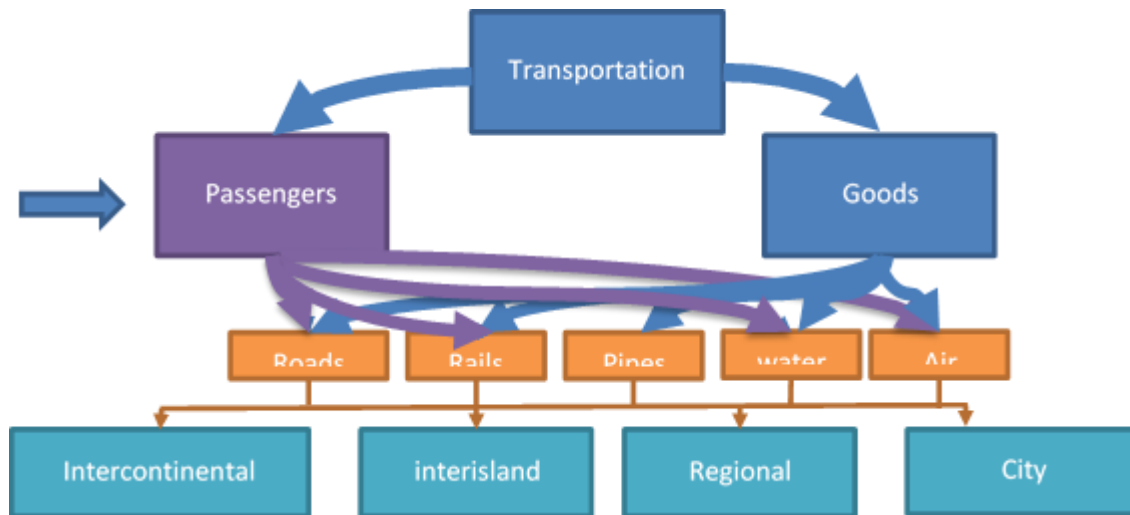 Transportation
Passengers
Goods
Roads
Rails
Pipes
water
Air
Intercontinental
interisland
Regional
City